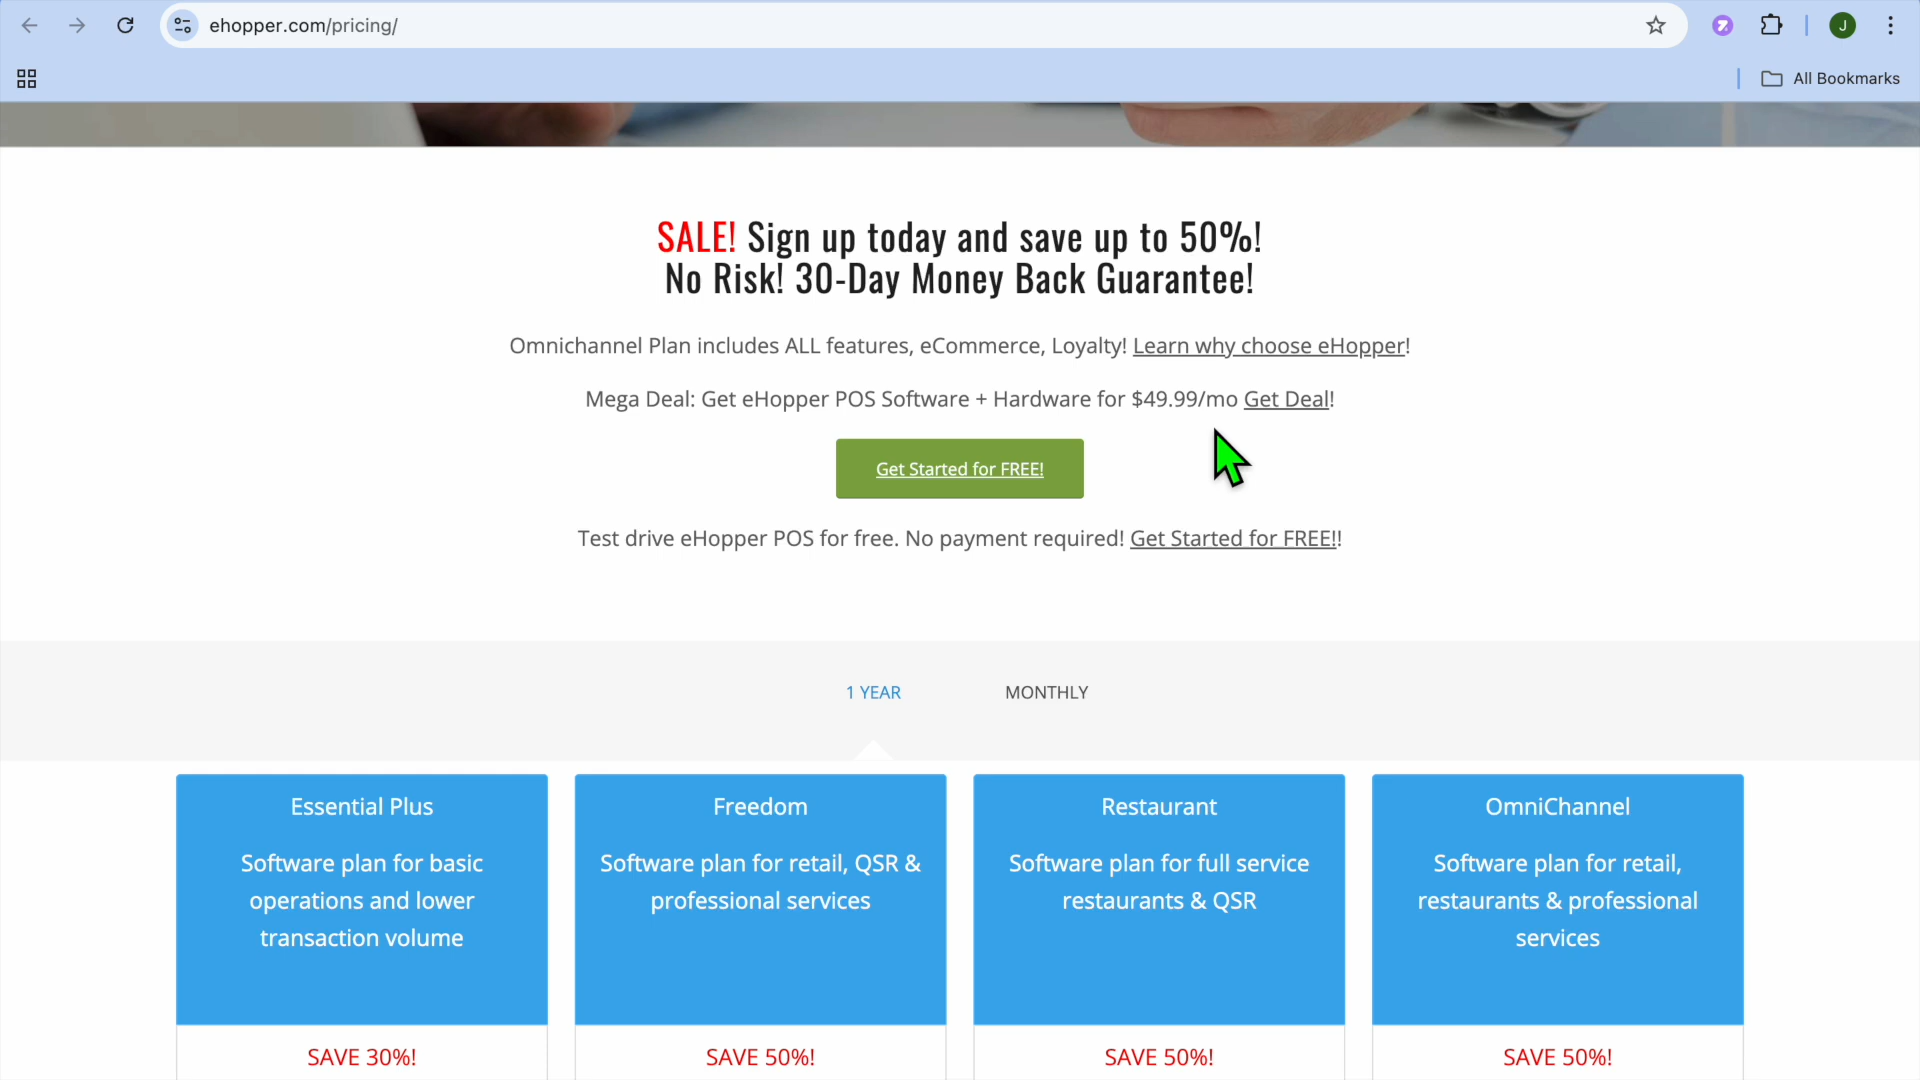 ehopper.com/pricing/
J
All Bookmarks
SALE! Sign up today and save up to 50%!
No Risk! 30-Day Money Back Guarantee!
Omnichannel Plan includes ALL features, eCommerce, Loyalty! Learn why choose eHopper!
Mega Deal: Get eHopper POS Software + Hardware for $49.99/mo Get Deal!
Get Started for FREE!
Test drive eHopper POS for free. No payment required! Get Started for FREE!!
1 YEAR MONTHLY
Essential Plus
Software plan for basic
operations and lower
transaction volume
SAVE 30%!
Freedom
Software plan for retail, QSR &
professional services
SAVE 50%!
Restaurant
Software plan for full service
restaurants & QSR
SAVE 50%!
OmniChannel
Software plan for retail,
restaurants & professional
services
SAVE 50%!